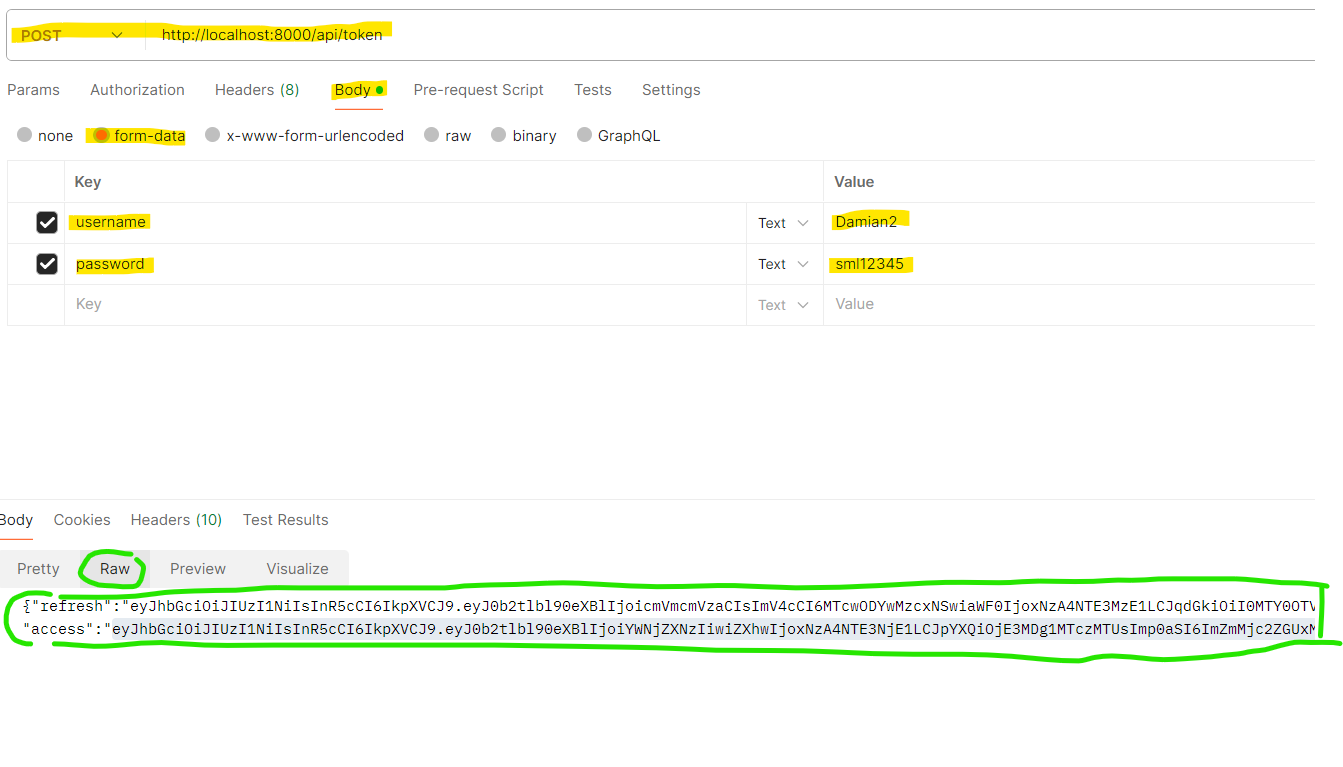 POST http://localhost:8000/api/token
Params Authorization Headers (8) Body Pre-request Script Tests Settings
none form-data x-www-form-urlencoded raw binary GraphQL
Key Value
username Text Damian2
password Text sml12345
Key Text Value
Body Cookies Headers (10) Test Results
Pretty Raw Preview Visualize
{"refresh":"eyJhbGciOiJIUzI1NiIsInR5cCI6IkpXVCJ9.eyJ0b2tlbl90eXBlIjoicmVmcmVzaCIsImV4cCI6MTcwODYwMzcxNSwiaWF0IjoxNzA4NTE3MzE1LCJqdGkiOiI0MTY0OTV
"access":"eyJhbGciOiJIUzI1NiIsInR5cCI6IkpXVCJ9.eyJ0b2tlbl90eXBlIjoiYWNjZXNzIiwiZXhwIjoxNzA4NTE3NjE1LCJpYXQiOjE3MDg1MTczMTUsImp0aSI6ImZmMjc2ZGUxM